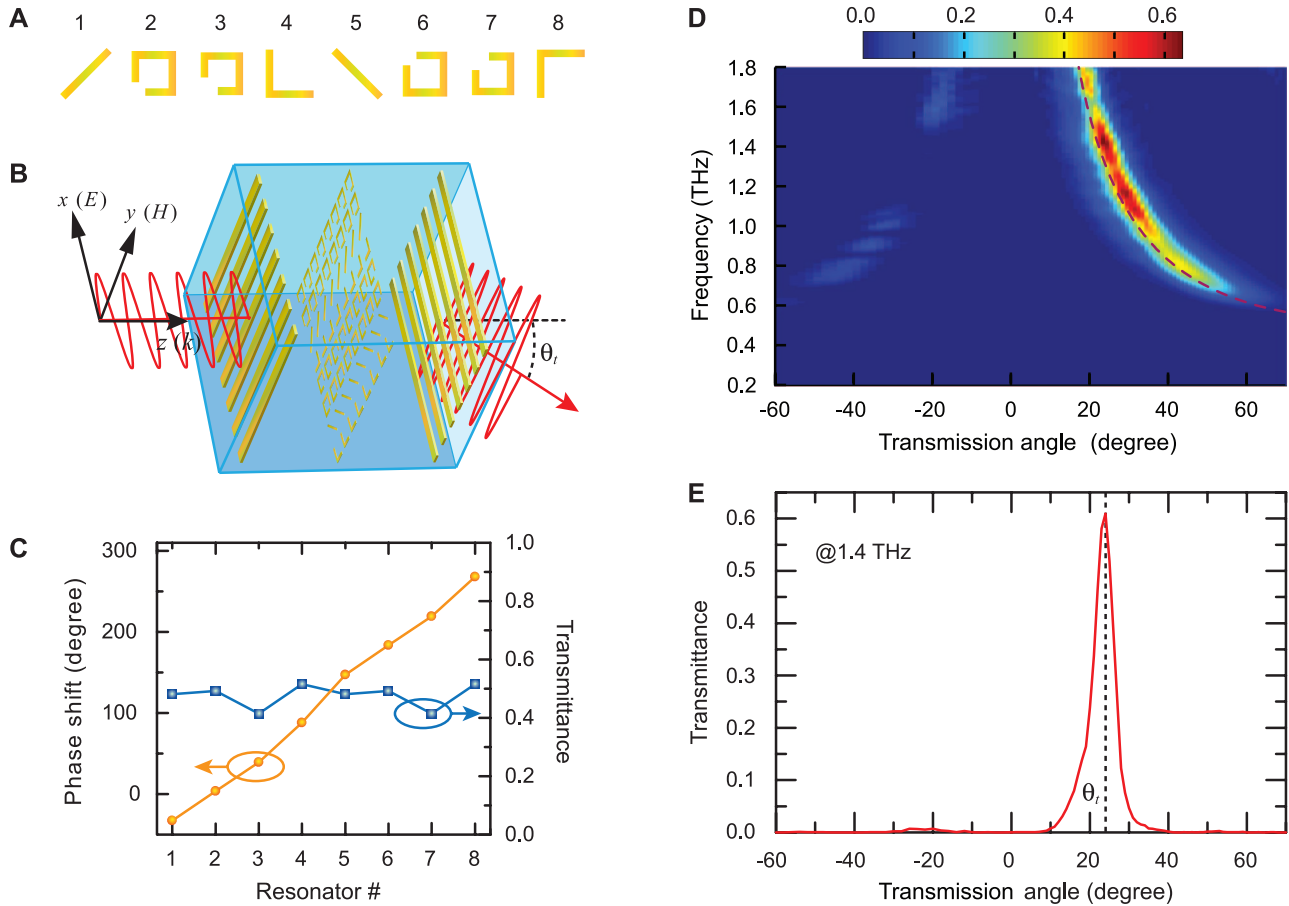 A
1 2 3 4 5 6 7 8
B
x (E)
y (H)
z (k)
θt
C
Phase shift (degree)
300
200
100
0
1.0
0.8
0.6
0.4
0.2
0.0
Transmittance
1 2 3 4 5 6 7 8
Resonator #
D
0.0 0.2 0.4 0.6
Frequency (THz)
1.8
1.6
1.4
1.2
1.0
0.8
0.6
0.4
0.2
-60 -40 -20 0 20 40 60
Transmission angle (degree)
E
@1.4 THz
Transmittance
0.6
0.5
0.4
0.3
0.2
0.1
0.0
θt
-60 -40 -20 0 20 40 60
Transmission angle (degree)